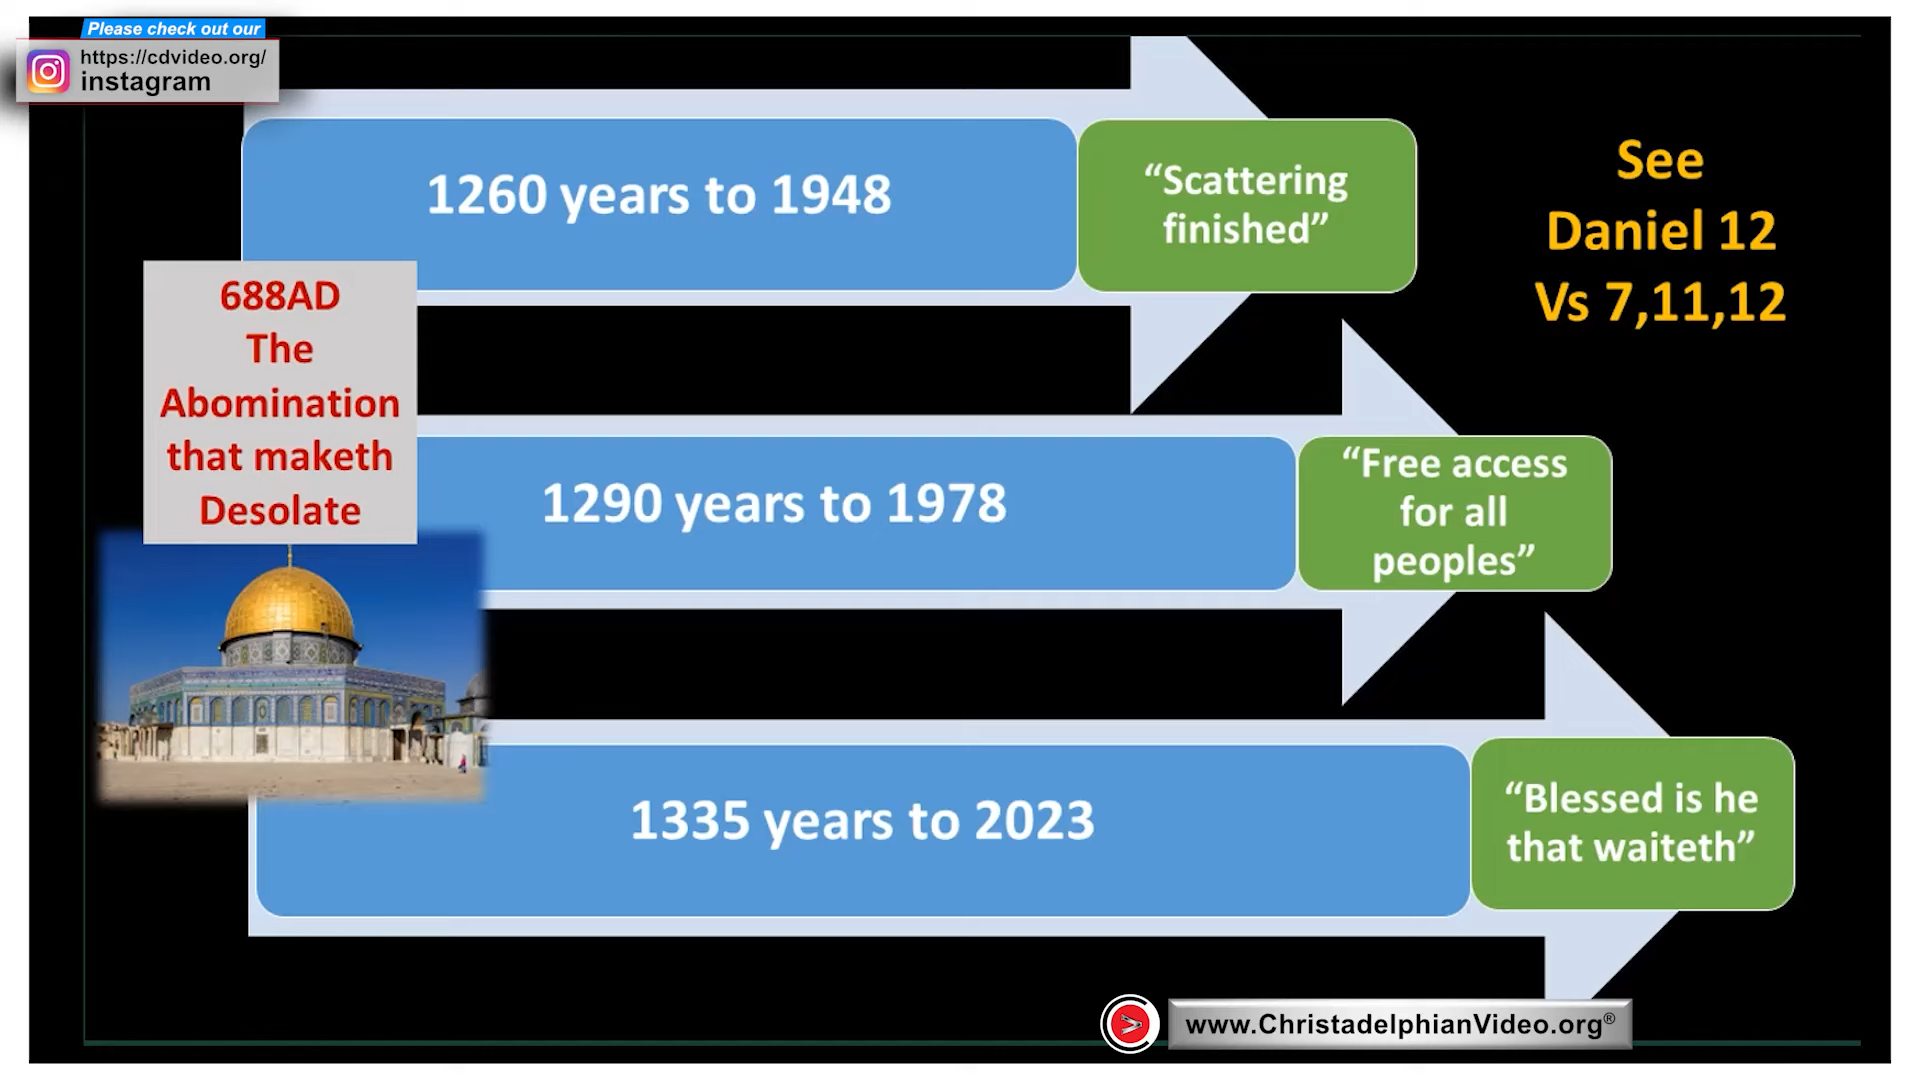 Please check out our
https://cdvideo.org/
instagram
1260 years to 1948
“Scattering
finished”
See
Daniel 12
Vs 7,11,12
688AD
The
Abomination
that maketh
Desolate
1290 years to 1978
“Free access
for all
peoples”
1335 years to 2023
“Blessed is he
that waiteth”
www.ChristadelphianVideo.org®